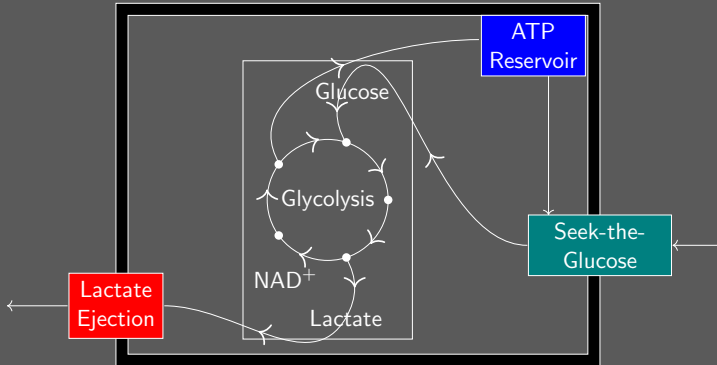 ATP
Reservoir
Glucose
Glycolysis
Seek-the-
Glucose
NAD⁺
Lactate
Ejection
Lactate